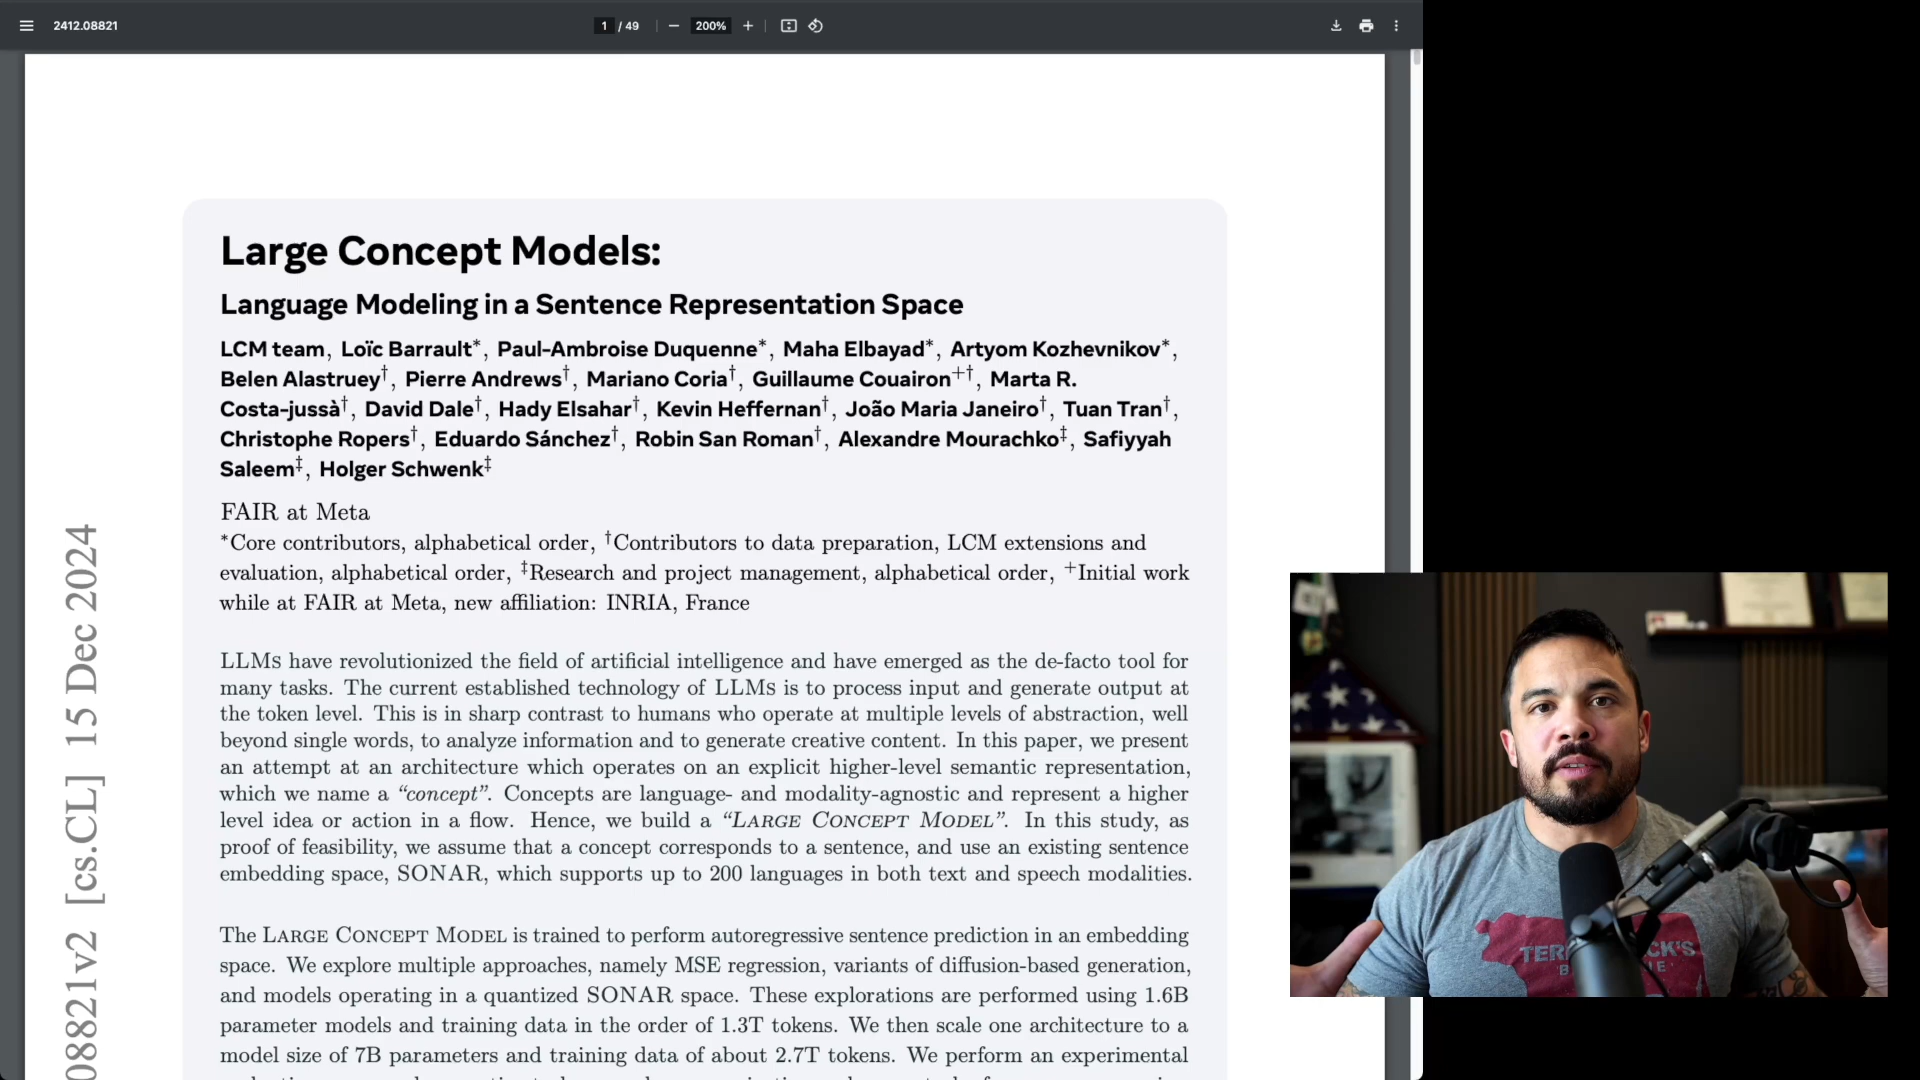 2412.08821
1 / 49
200%
Large Concept Models:
Language Modeling in a Sentence Representation Space
LCM team, Loïc Barrault*, Paul-Ambroise Duquenne*, Maha Elbayad*, Artyom Kozhevnikov*,
Belen Alastruey†, Pierre Andrews†, Mariano Coria†, Guillaume Couairon+†, Marta R.
Costa-jussà†, David Dale†, Hady Elsahar†, Kevin Heffernan†, João Maria Janeiro†, Tuan Tran†,
Christophe Ropers†, Eduardo Sánchez†, Robin San Roman†, Alexandre Mourachko‡, Safiyyah
Saleem‡, Holger Schwenk‡
FAIR at Meta
*Core contributors, alphabetical order, †Contributors to data preparation, LCM extensions and
evaluation, alphabetical order, ‡Research and project management, alphabetical order, +Initial work
while at FAIR at Meta, new affiliation: INRIA, France
LLMs have revolutionized the field of artificial intelligence and have emerged as the de-facto tool for
many tasks. The current established technology of LLMs is to process input and generate output at
the token level. This is in sharp contrast to humans who operate at multiple levels of abstraction, well
beyond single words, to analyze information and to generate creative content. In this paper, we present
an attempt at an architecture which operates on an explicit higher-level semantic representation,
which we name a “concept”. Concepts are language- and modality-agnostic and represent a higher
level idea or action in a flow. Hence, we build a “LARGE CONCEPT MODEL”. In this study, as
proof of feasibility, we assume that a concept corresponds to a sentence, and use an existing sentence
embedding space, SONAR, which supports up to 200 languages in both text and speech modalities.
The LARGE CONCEPT MODEL is trained to perform autoregressive sentence prediction in an embedding
space. We explore multiple approaches, namely MSE regression, variants of diffusion-based generation,
and models operating in a quantized SONAR space. These explorations are performed using 1.6B
parameter models and training data in the order of 1.3T tokens. We then scale one architecture to a
model size of 7B parameters and training data of about 2.7T tokens. We perform an experimental
08821v2 [cs.CL] 15 Dec 2024